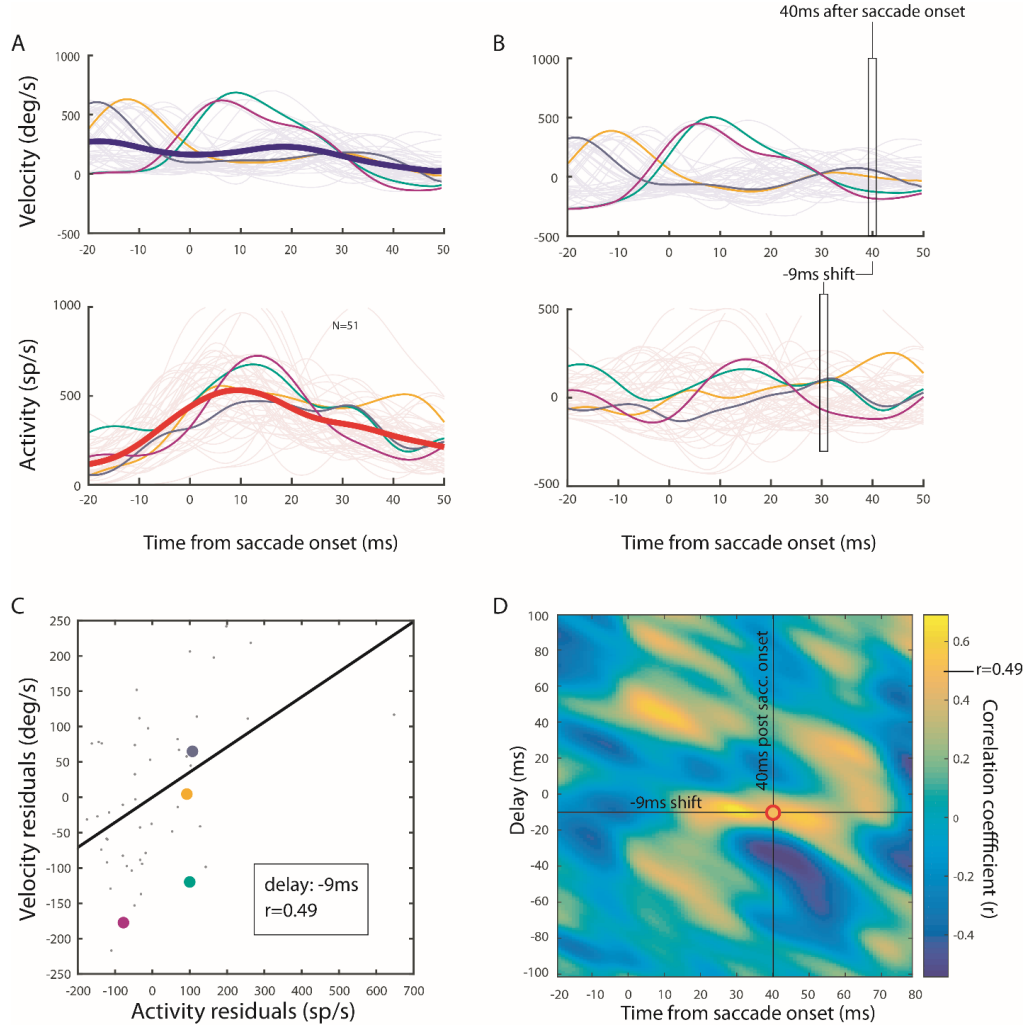 40ms after saccade onset
A
B
1000
500
0
-500
Velocity (deg/s)
-20 -10 0 10 20 30 40 50
1000
500
0
-500
-20 -10 0 10 20 30 40 50
-9ms shift
1000
500
0
Activity (sp/s)
N=51
-20 -10 0 10 20 30 40 50
Time from saccade onset (ms)
500
0
-500
-20 -10 0 10 20 30 40 50
Time from saccade onset (ms)
C
250
200
150
100
50
0
-50
-100
-150
-200
250
Velocity residuals (deg/s)
delay: -9ms
r=0.49
-200 -100 0 100 200 300 400 500 600 700
Activity residuals (sp/s)
D
100
80
60
40
20
0
-20
-40
-60
-80
-100
Delay (ms)
40ms post sacc. onset
-9ms shift
-20 -10 0 10 20 30 40 50 60 70 80
Time from saccade onset (ms)
0.6
r=0.49
0.4
0.2
0
-0.2
-0.4
Correlation coeffficient (r)